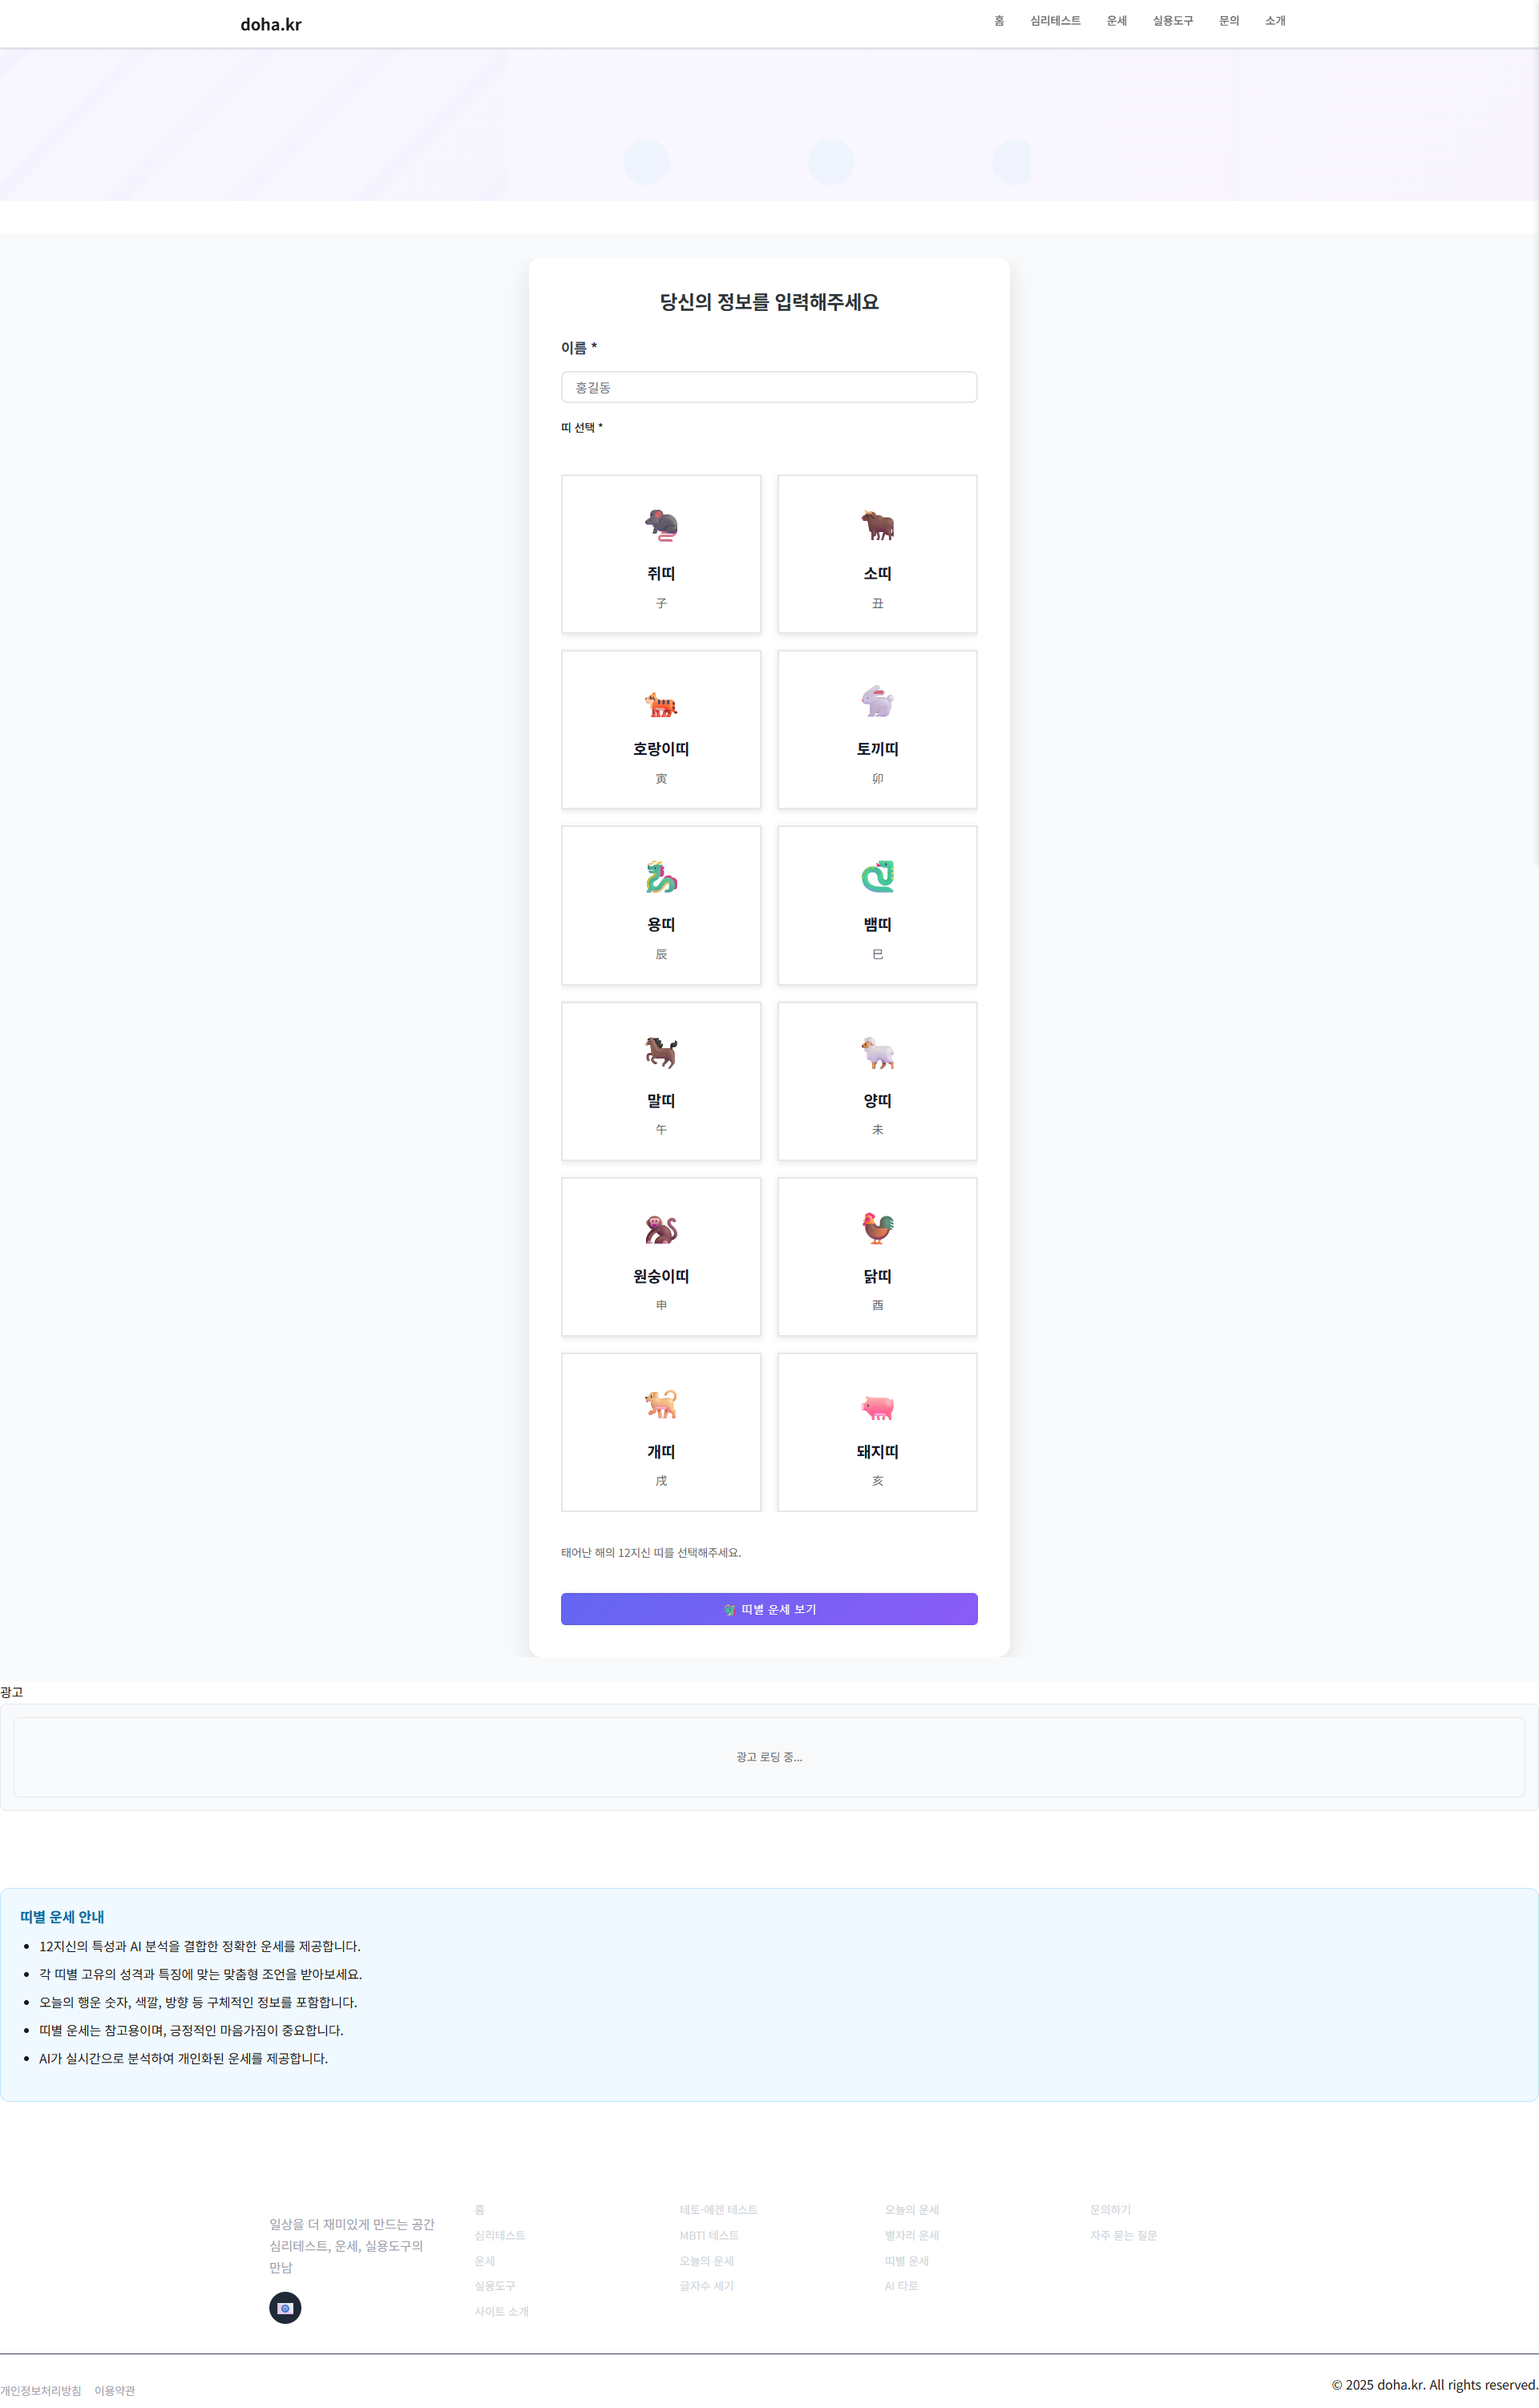 doha.kr
홈 심리테스트 운세 실용도구 문의 소개
당신의 정보를 입력해주세요
이름 *
홍길동
띠 선택 *
쥐띠
子
소띠
丑
호랑이띠
寅
토끼띠
卯
용띠
辰
뱀띠
巳
말띠
午
양띠
未
원숭이띠
申
닭띠
酉
개띠
戌
돼지띠
亥
태어난 해의 12지신 띠를 선택해주세요.
🐉 띠별 운세 보기
광고
광고 로딩 중...
띠별 운세 안내
12지신의 특성과 AI 분석을 결합한 정확한 운세를 제공합니다.
각 띠별 고유의 성격과 특징에 맞는 맞춤형 조언을 받아보세요.
오늘의 행운 숫자, 색깔, 방향 등 구체적인 정보를 포함합니다.
띠별 운세는 참고용이며, 긍정적인 마음가짐이 중요합니다.
AI가 실시간으로 분석하여 개인화된 운세를 제공합니다.
일상을 더 재미있게 만드는 공간
심리테스트, 운세, 실용도구의
만남
홈
심리테스트
운세
실용도구
사이트 소개
테토-에겐 테스트
MBTI 테스트
오늘의 운세
글자수 세기
오늘의 운세
별자리 운세
띠별 운세
AI 타로
문의하기
자주 묻는 질문
개인정보처리방침 이용약관
© 2025 doha.kr. All rights reserved.